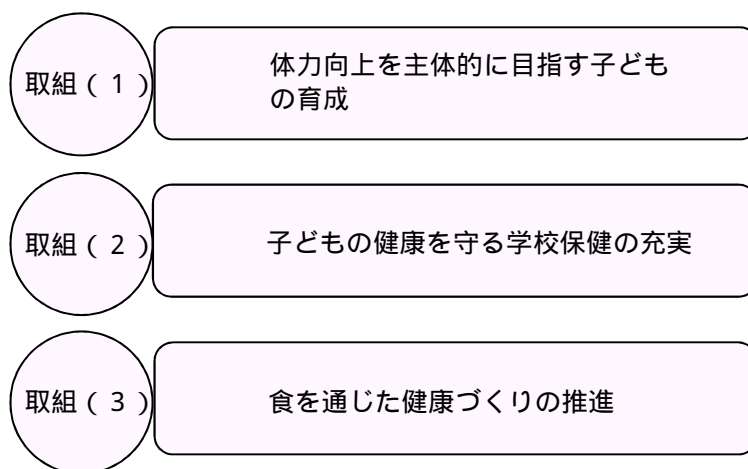 取組(1)
体力向上を主体的に目指す子ども
の育成
取組(2)
子どもの健康を守る学校保健の充実
取組(3)
食を通じた健康づくりの推進